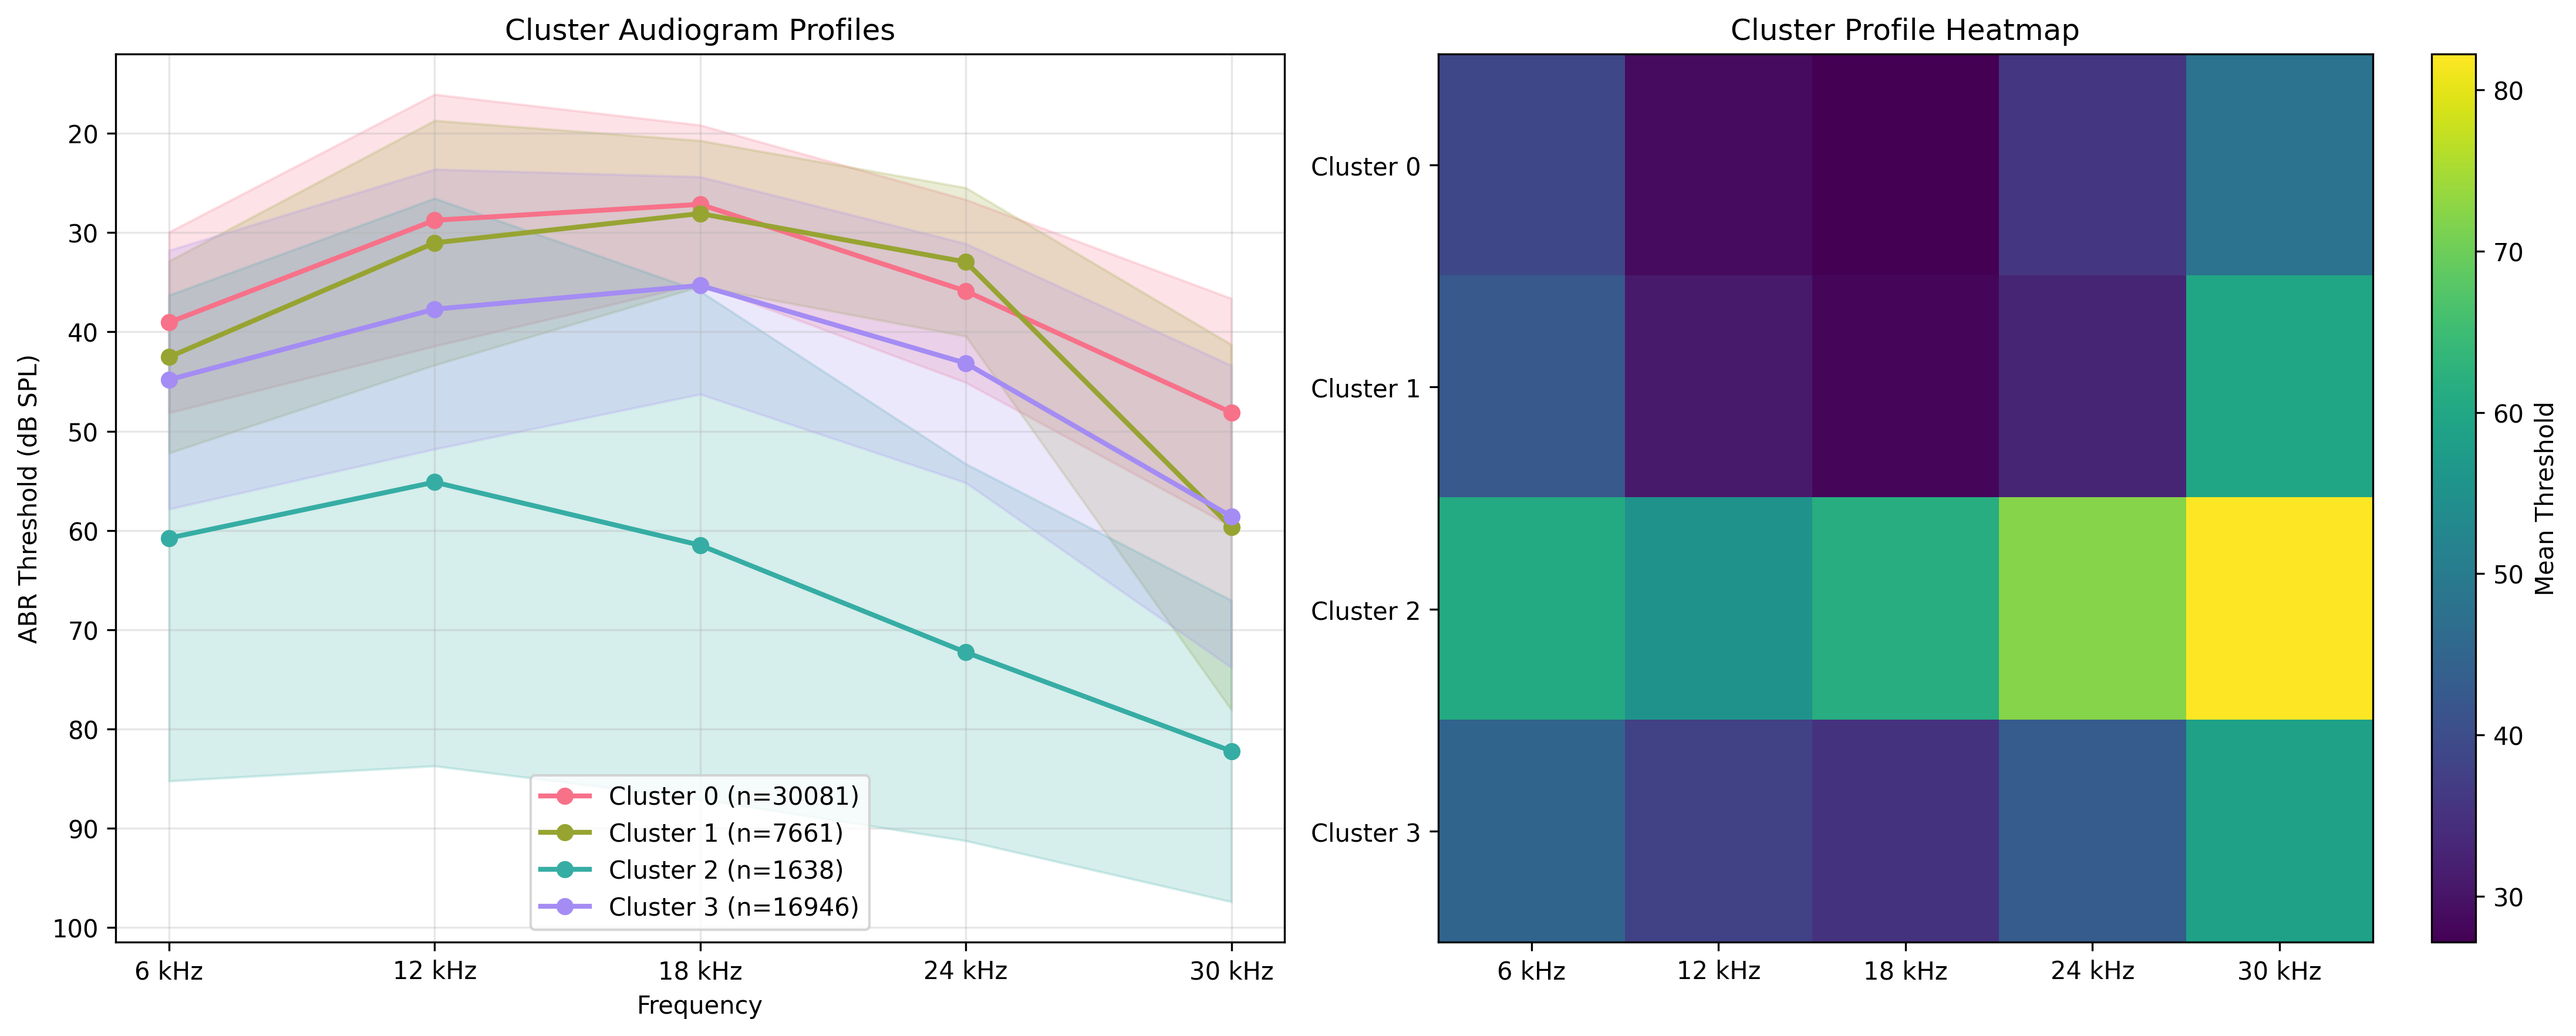 Cluster Audiogram Profiles
ABR Threshold (dB SPL)
20
30
40
50
60
70
80
90
100
Cluster 0 (n=30081)
Cluster 1 (n=7661)
Cluster 2 (n=1638)
Cluster 3 (n=16946)
6 kHz 12 kHz 18 kHz 24 kHz 30 kHz
Frequency
Cluster Profile Heatmap
Cluster 0
Cluster 1
Cluster 2
Cluster 3
6 kHz 12 kHz 18 kHz 24 kHz 30 kHz
80
70
60
50
40
30
Mean Threshold